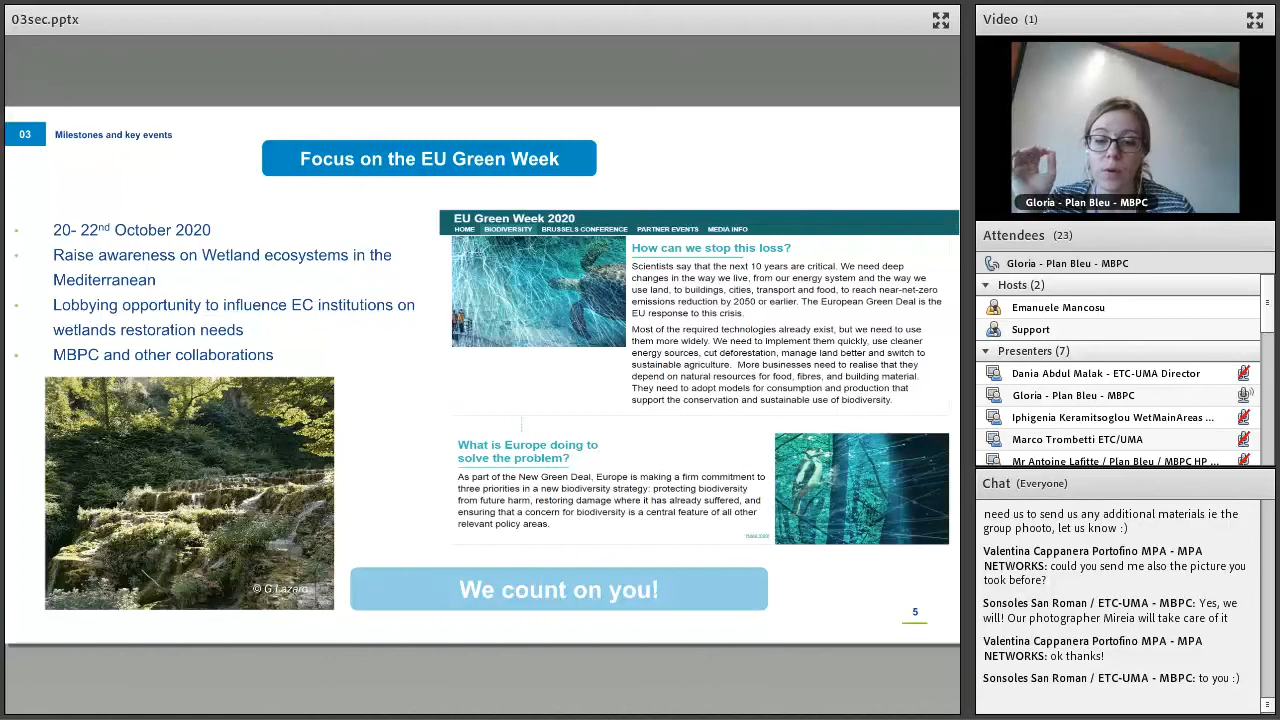 03sec.pptx
03
Milestones and key events
Focus on the EU Green Week
20- 22nd October 2020
Raise awareness on Wetland ecosystems in the
Mediterranean
Lobbying opportunity to influence EC institutions on
wetlands restoration needs
MBPC and other collaborations
© G Lazaro
EU Green Week 2020
HOME BIODIVERSITY BRUSSELS CONFERENCE PARTNER EVENTS MEDIA INFO
How can we stop this loss?
Scientists say that the next 10 years are critical. We need deep
changes in the way we live, from our energy system and the way we
use land, to buildings, cities, transport and food, to reach near-net-zero
emissions reduction by 2050 or earlier. The European Green Deal is the
EU response to this crisis.
Most of the required technologies already exist, but we need to use
them more widely. We need to implement them quickly, use cleaner
energy sources, cut deforestation, manage land better and switch to
sustainable agriculture. More businesses need to realise that they
depend on natural resources for food, fibres, and building material.
They need to adopt models for consumption and production that
support the conservation and sustainable use of biodiversity.
What is Europe doing to
solve the problem?
As part of the New Green Deal, Europe is making a firm commitment to
three priorities in a new biodiversity strategy: protecting biodiversity
from future harm, restoring damage where it has already suffered, and
ensuring that a concern for biodiversity is a central feature of all other
relevant policy areas.
We count on you!
5
Video (1)
Gloria - Plan Bleu - MBPC
Attendees (23)
Gloria - Plan Bleu - MBPC
Hosts (2)
Emanuele Mancosu
Support
Presenters (7)
Dania Abdul Malak - ETC-UMA Director
Gloria - Plan Bleu - MBPC
Iphigenia Keramitsoglou WetMainAreas ...
Marco Trombetti ETC/UMA
Mr Antoine Lafitte / Plan Bleu / MBPC HP ...
Chat (Everyone)
need us to send us any additional materials ie the
group phooto, let us know :)
Valentina Cappanera Portofino MPA - MPA
NETWORKS: could you send me also the picture you
took before?
Sonsoles San Roman / ETC-UMA - MBPC: Yes, we
will! Our photographer Mireia will take care of it
Valentina Cappanera Portofino MPA - MPA
NETWORKS: ok thanks!
Sonsoles San Roman / ETC-UMA - MBPC: to you :)